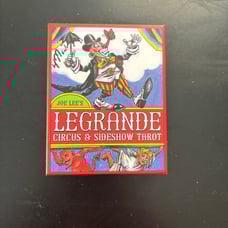 JOE LEE'S
LEGRANDE
CIRCUS & SIDESHOW TAROT